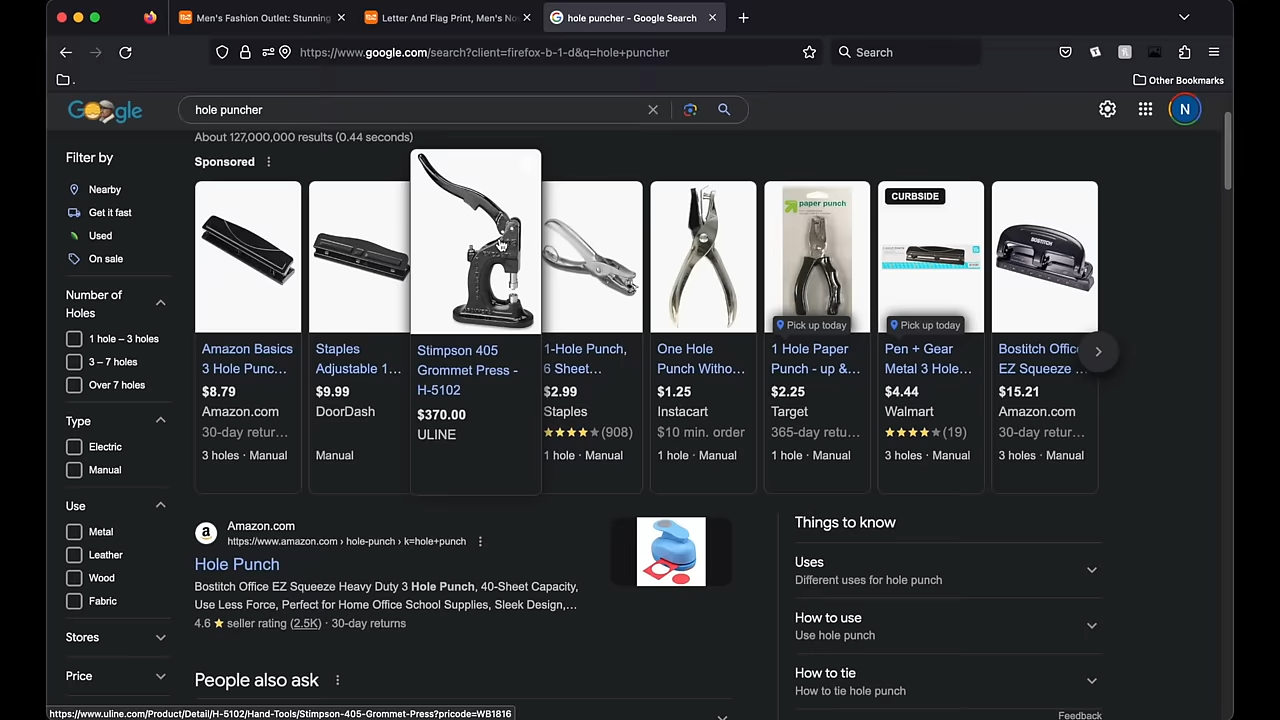 Men's Fashion Outlet: Stunning
Letter And Flag Print, Men's No
hole puncher - Google Search
https://www.google.com/search?client=firefox-b-1-d&q=hole+puncher
Search
.
Other Bookmarks
Google
hole puncher
N
About 127,000,000 results (0.44 seconds)
Filter by
Nearby
Get it fast
Used
On sale
Number of
Holes
1 hole – 3 holes
3 – 7 holes
Over 7 holes
Type
Electric
Manual
Use
Metal
Leather
Wood
Fabric
Stores
Price
Sponsored
Amazon Basics
3 Hole Punc...
$8.79
Amazon.com
30-day retur...
3 holes · Manual
Staples
Adjustable 1...
$9.99
DoorDash
Manual
Stimpson 405
Grommet Press -
H-5102
$370.00
ULINE
1-Hole Punch,
6 Sheet...
$2.99
Staples
(908)
1 hole · Manual
One Hole
Punch Witho...
$1.25
Instacart
$10 min. order
1 hole · Manual
paper punch
Pick up today
1 Hole Paper
Punch - up &...
$2.25
Target
365-day retu...
1 hole · Manual
CURBSIDE
Pick up today
Pen + Gear
Metal 3 Hole...
$4.44
Walmart
(19)
3 holes · Manual
BOSTITCH
Bostitch Office
EZ Squeeze ...
$15.21
Amazon.com
30-day retur...
3 holes · Manual
a
Amazon.com
https://www.amazon.com › hole-punch › k=hole+punch
Hole Punch
Bostitch Office EZ Squeeze Heavy Duty 3 Hole Punch, 40-Sheet Capacity,
Use Less Force, Perfect for Home Office School Supplies, Sleek Design,...
4.6 ★ seller rating (2.5K) · 30-day returns
People also ask
Things to know
Uses
Different uses for hole punch
How to use
Use hole punch
How to tie
How to tie hole punch
Feedback
https://www.uline.com/Product/Detail/H-5102/Hand-Tools/Stimpson-405-Grommet-Press?pricode=WB1816